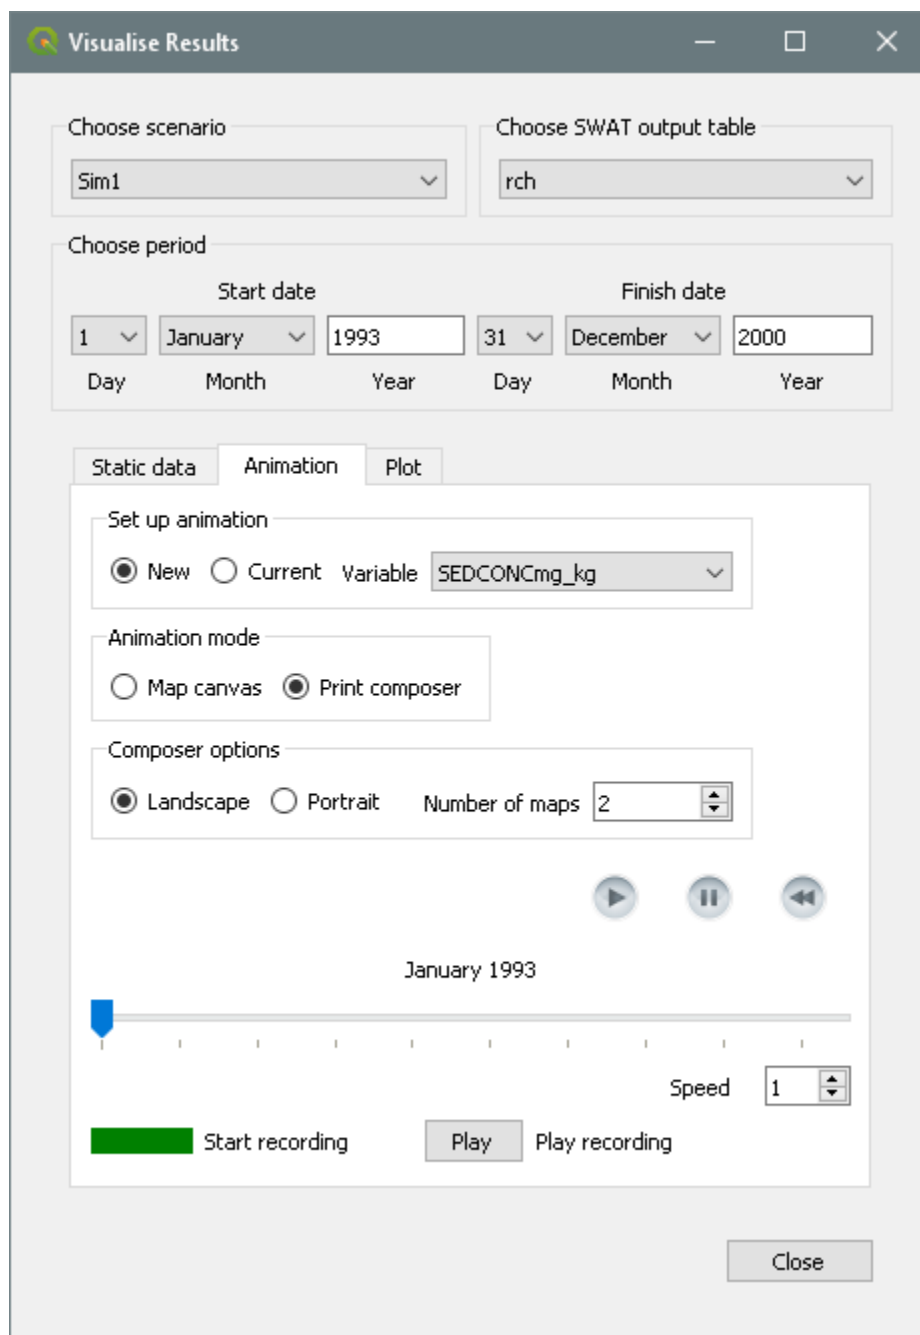 Visualise Results
Choose scenario Choose SWAT output table
Sim1 rch
Choose period
Start date Finish date
1 January 1993 31 December 2000
Day Month Year Day Month Year
Static data Animation Plot
Set up animation
New Current Variable SEDCONCmg_kg
Animation mode
Map canvas Print composer
Composer options
Landscape Portrait Number of maps 2
January 1993
Speed 1
Start recording Play Play recording
Close